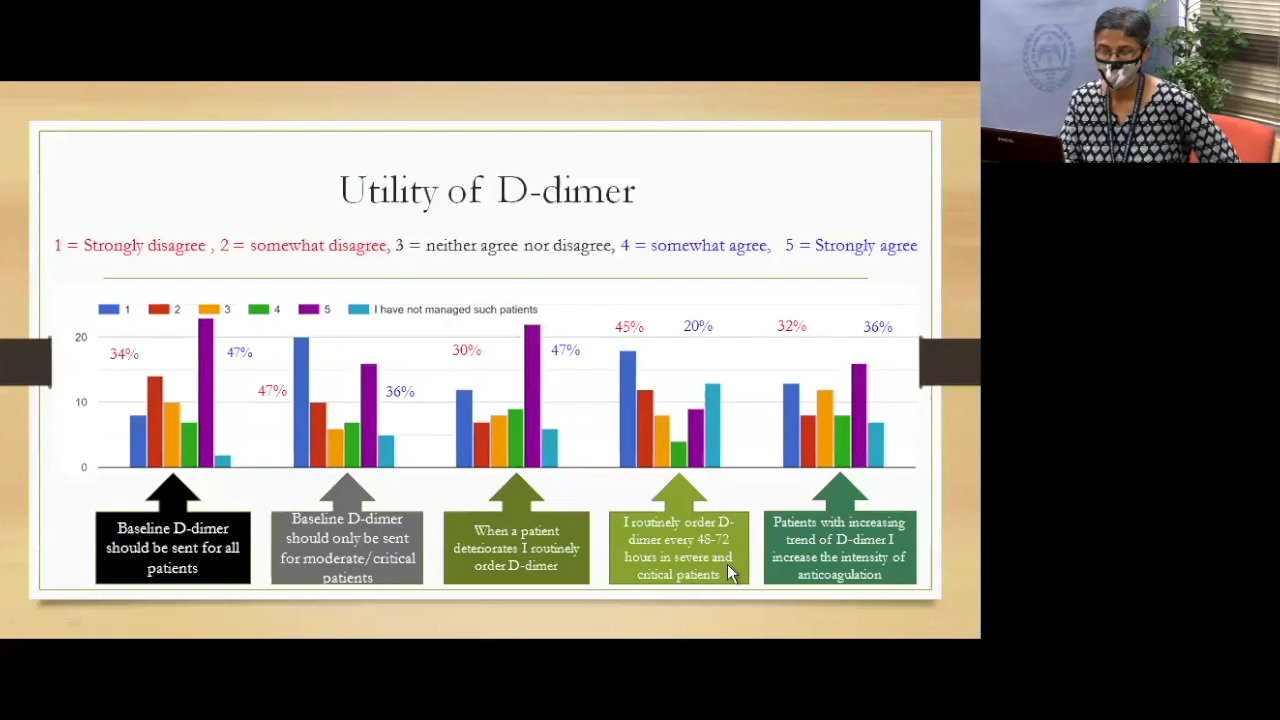 Utility of D-dimer
1 = Strongly disagree , 2 = somewhat disagree, 3 = neither agree nor disagree, 4 = somewhat agree, 5 = Strongly agree
1 2 3 4 5 I have not managed such patients
20
10
0
34%
47%
47%
36%
30%
47%
45%
20%
32%
36%
Baseline D-dimer
should be sent for all
patients
Baseline D-dimer
should only be sent
for moderate/critical
patients
When a patient
deteriorates I routinely
order D-dimer
I routinely order D-
dimer every 48-72
hours in severe and
critical patients
Patients with increasing
trend of D-dimer I
increase the intensity of
anticoagulation